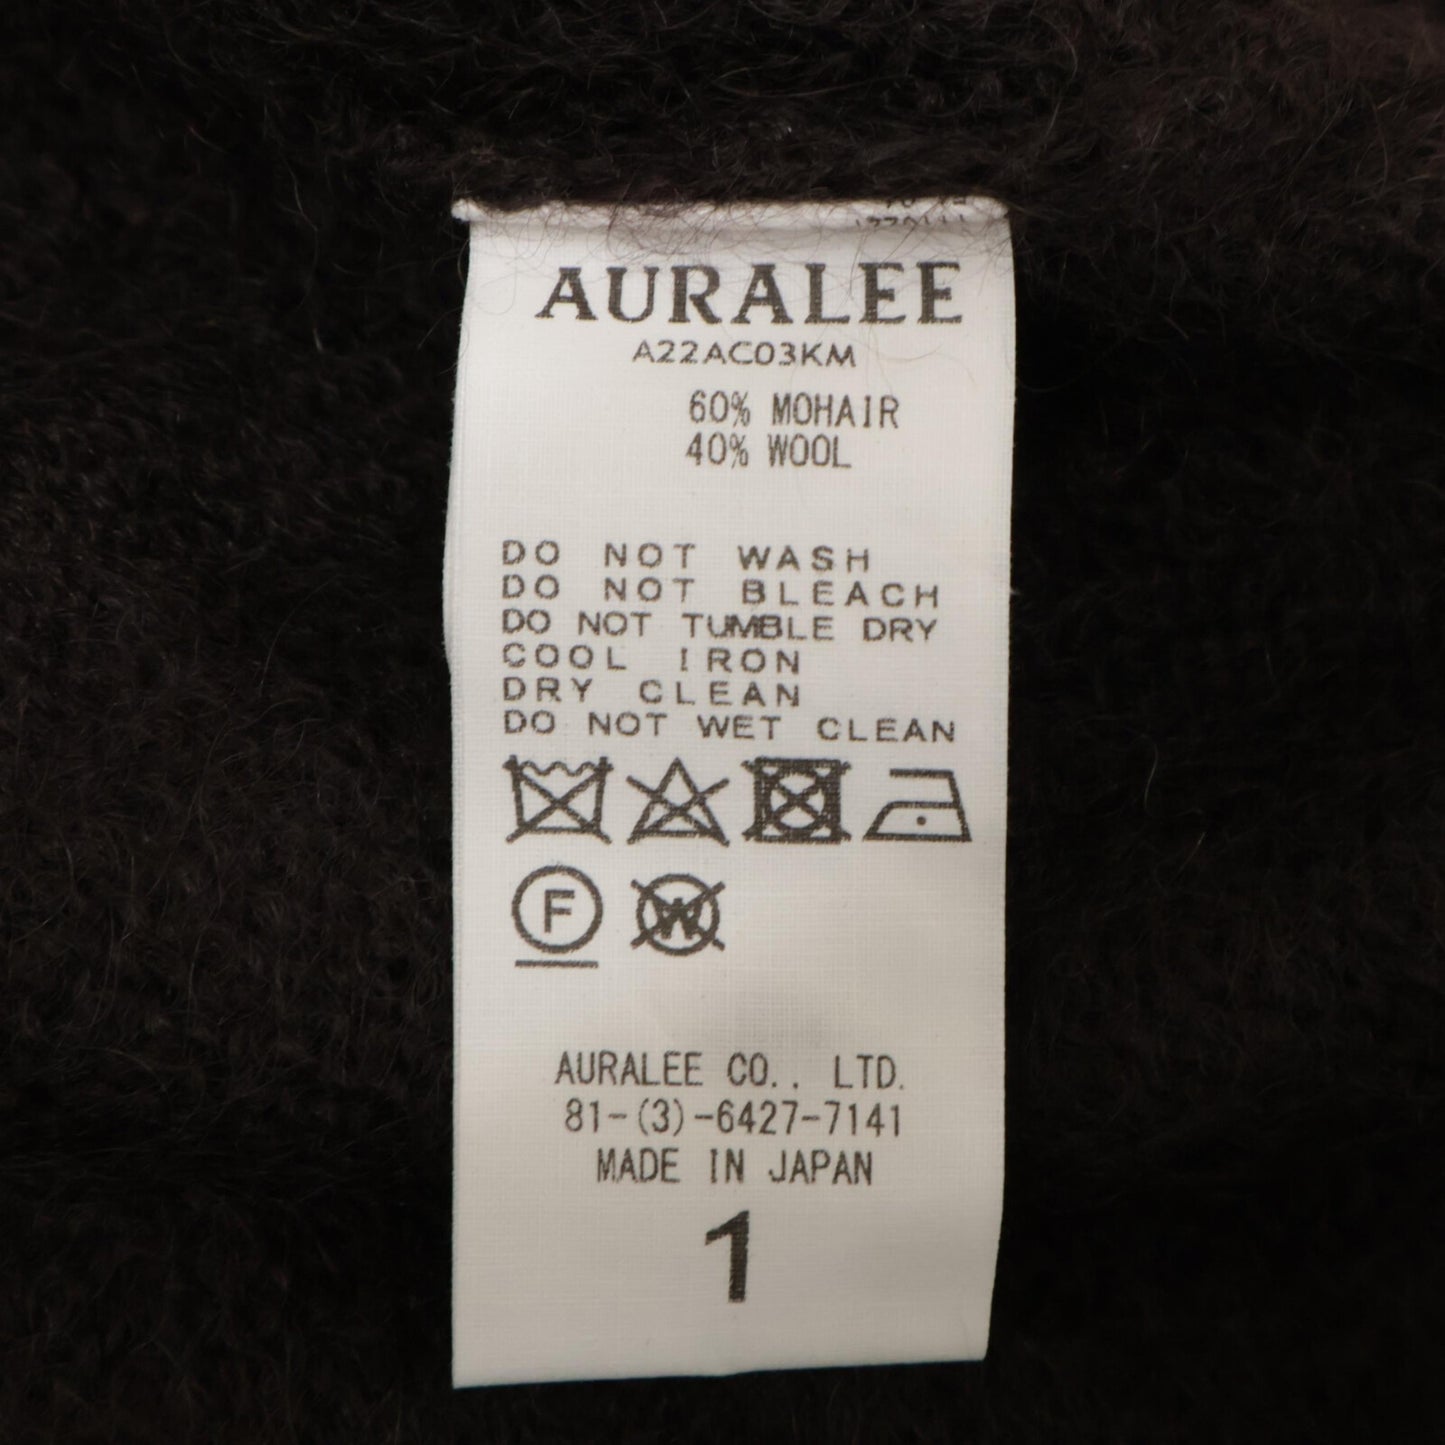 AURALEE
A22AC03KM
60% MOHAIR
40% WOOL
DO NOT WASH
DO NOT BLEACH
DO NOT TUMBLE DRY
COOL IRON
DRY CLEAN
DO NOT WET CLEAN
F W
AURALEE CO., LTD.
81-(3)-6427-7141
MADE IN JAPAN
1